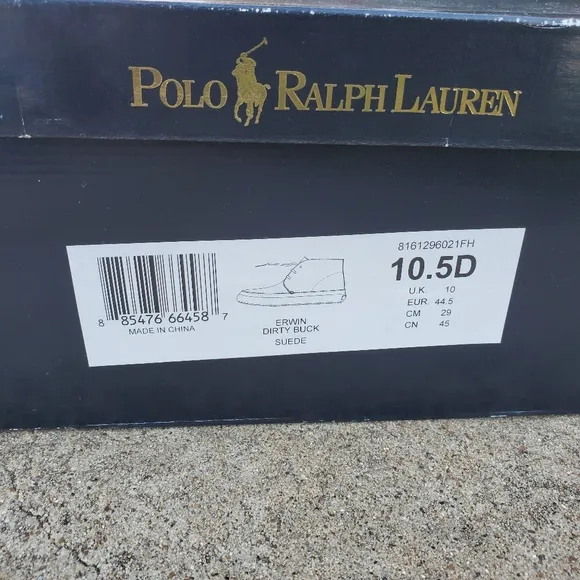 POLO RALPH LAUREN
8161296021FH
10.5D
U.K. 10
EUR. 44.5
CM 29
CN 45
8 85476 66458 7
MADE IN CHINA
ERWIN
DIRTY BUCK
SUEDE